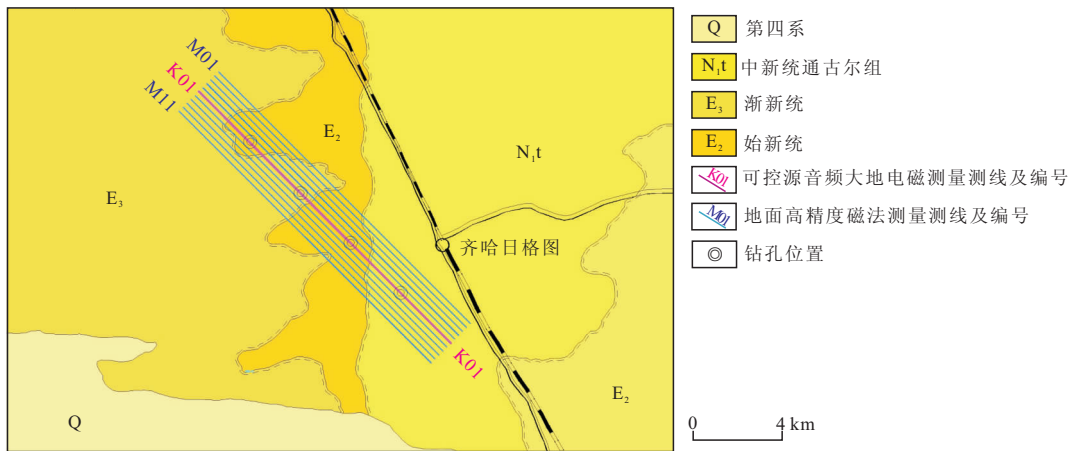 M01
K01
M11
E₂
N₁t
E₃
齐哈日格图
K01
E₂
Q
Q 第四系
N₁t 中新统通古尔组
E₃ 渐新统
E₂ 始新统
K01 可控源音频大地电磁测量测线及编号
M01 地面高精度磁法测量测线及编号
钻孔位置
0 4 km